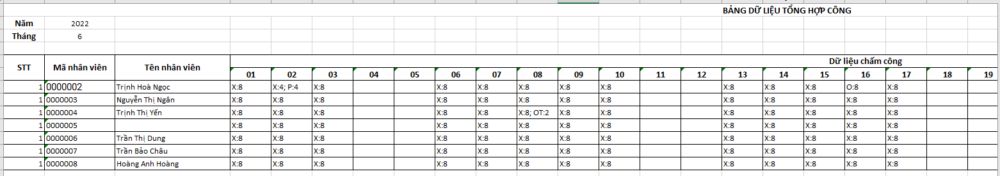 BẢNG DỮ LIỆU TỔNG HỢP CÔNG
Năm 2022
Tháng 6
STT Mã nhân viên Tên nhân viên Dữ liệu chấm công
01 02 03 04 05 06 07 08 09 10 11 12 13 14 15 16 17 18 19
1 0000002 Trịnh Hoà Ngọc X:8 X:4; P:4 X:8 X:8 X:8 X:8 X:8 X:8 X:8 X:8 X:8 O:8 X:8
1 0000003 Nguyễn Thị Ngân X:8 X:8 X:8 X:8 X:8 X:8 X:8 X:8 X:8 X:8 X:8 X:8 X:8
1 0000004 Trịnh Thị Yến X:8 X:8 X:8 X:8 X:8 X:8; OT:2 X:8 X:8 X:8 X:8 X:8 X:8 X:8
1 0000005 X:8 X:8 X:8 X:8 X:8 X:8 X:8 X:8 X:8 X:8 X:8 X:8 X:8
1 0000006 Trần Thị Dung X:8 X:8 X:8 X:8 X:8 X:8 X:8 X:8 X:8 X:8 X:8 X:8 X:8
1 0000007 Trần Bảo Châu X:8 X:8 X:8 X:8 X:8 X:8 X:8 X:8 X:8 X:8 X:8 X:8 X:8
1 0000008 Hoàng Anh Hoàng X:8 X:8 X:8 X:8 X:8 X:8 X:8 X:8 X:8 X:8 X:8 X:8 X:8